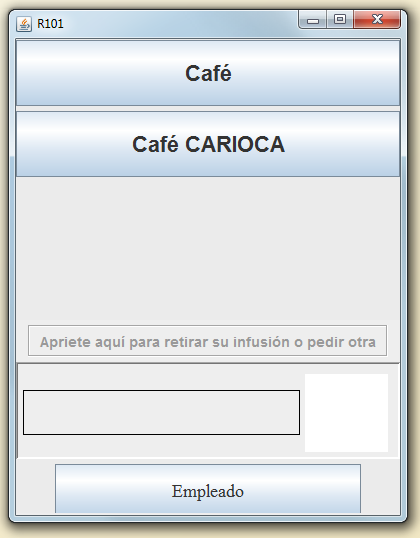 R101
Café
Café CARIOCA
Apriete aquí para retirar su infusión o pedir otra
Empleado